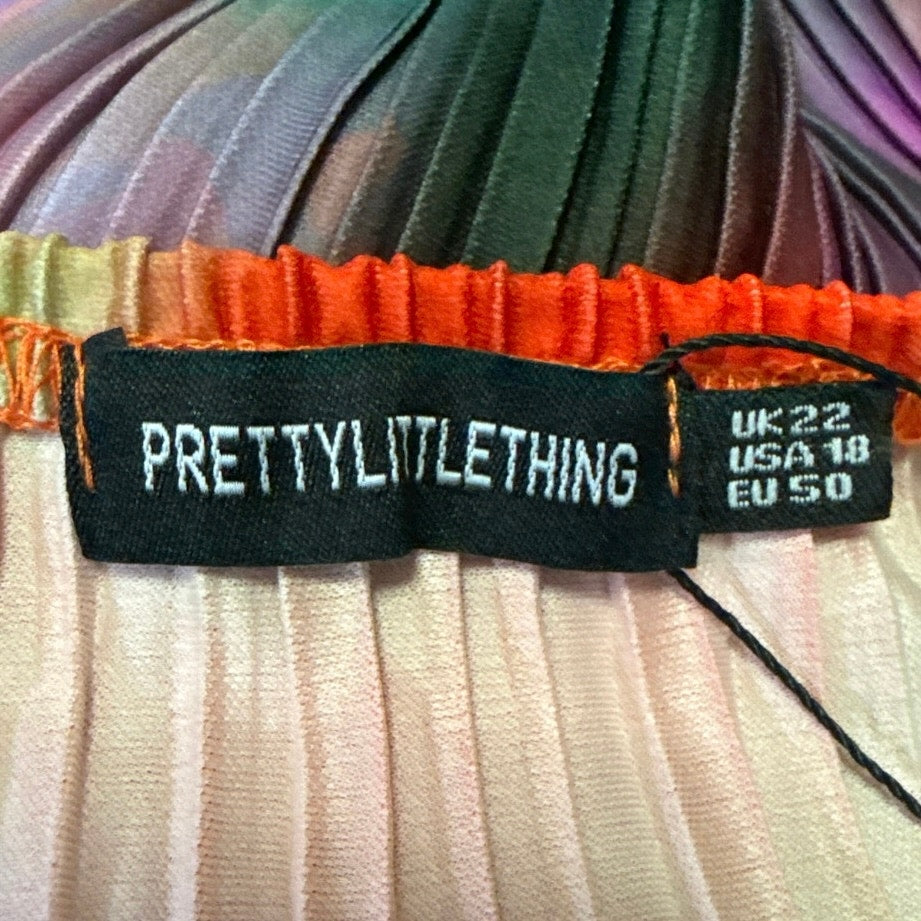 PRETTYLITTLETHING
UK 22
USA 18
EU 50